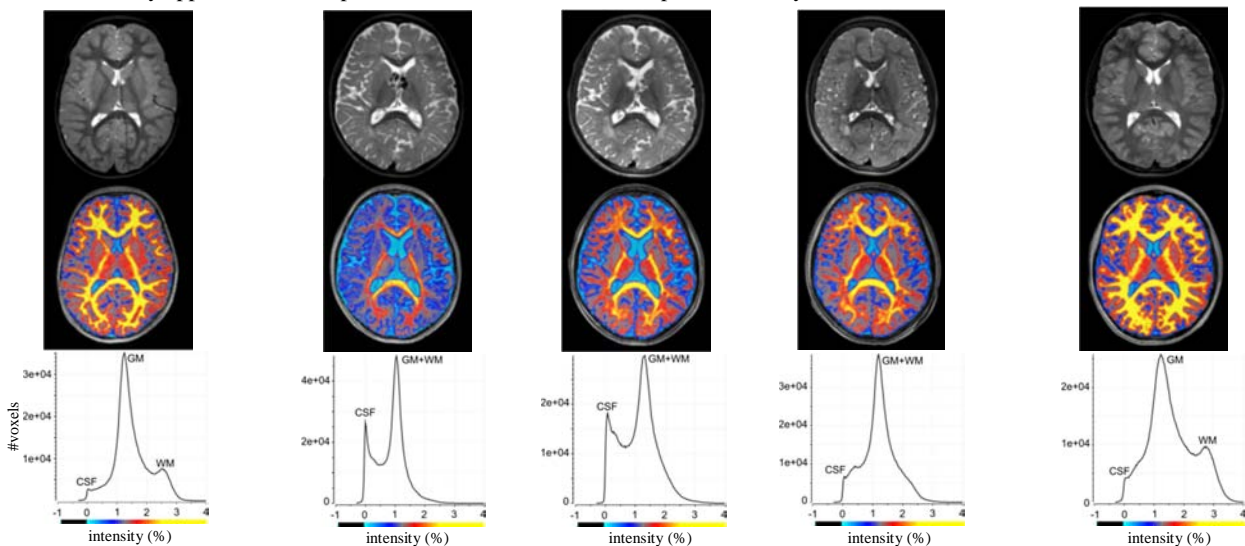 #voxels
GM
3e+04
2e+04
1e+04
WM
CSF
0
-1 0 1 2 3 4
intensity (%)
GM+WM
4e+04
CSF
2e+04
0
-1 0 1 2 3 4
intensity (%)
GM+WM
2e+04
CSF
1e+04
0
-1 0 1 2 3 4
intensity (%)
GM+WM
3e+04
2e+04
1e+04
CSF
0
-1 0 1 2 3 4
intensity (%)
GM
2e+04
1e+04
WM
CSF
0
-1 0 1 2 3 4
intensity (%)